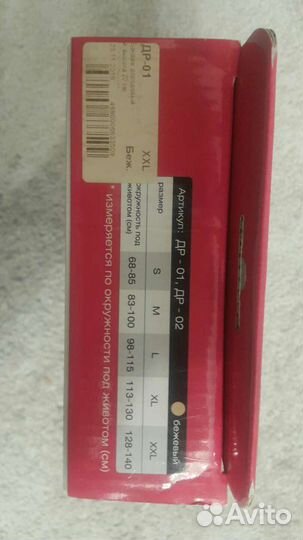 ДР-01
XXL Беж.
Артикул: ДР - 01, ДР - 02
бежевый
размер S M L XL XXL
окружность под животом (см) 68-85 83-100 98-115 113-130 128-140
* измеряется по окружности под животом (см)
Avito